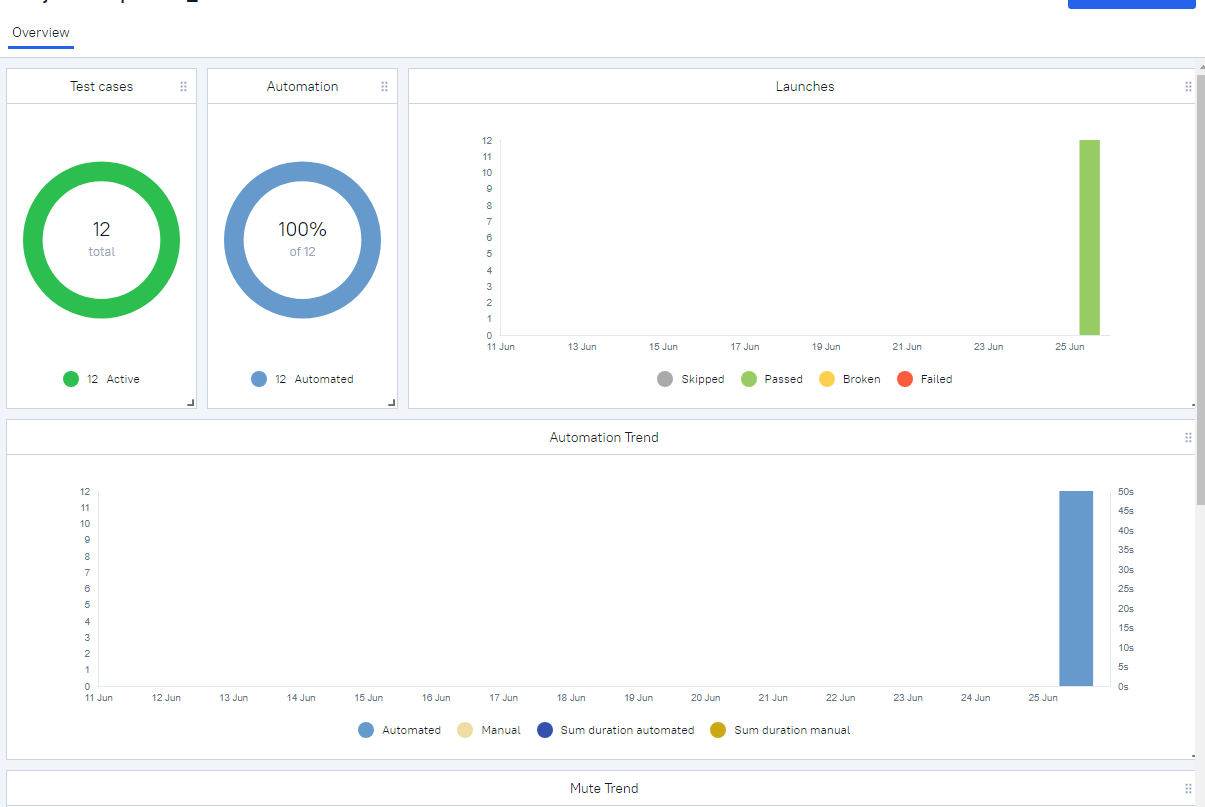 Overview
Test cases
12
total
12 Active
Automation
100%
of 12
12 Automated
Launches
12
11
10
9
8
7
6
5
4
3
2
1
0
11 Jun 13 Jun 15 Jun 17 Jun 19 Jun 21 Jun 23 Jun 25 Jun
Skipped Passed Broken Failed
Automation Trend
12
11
10
9
8
7
6
5
4
3
2
1
0
50s
45s
40s
35s
30s
25s
20s
15s
10s
5s
0s
11 Jun 12 Jun 13 Jun 14 Jun 15 Jun 16 Jun 17 Jun 18 Jun 19 Jun 20 Jun 21 Jun 22 Jun 23 Jun 24 Jun 25 Jun
Automated Manual Sum duration automated Sum duration manual
Mute Trend